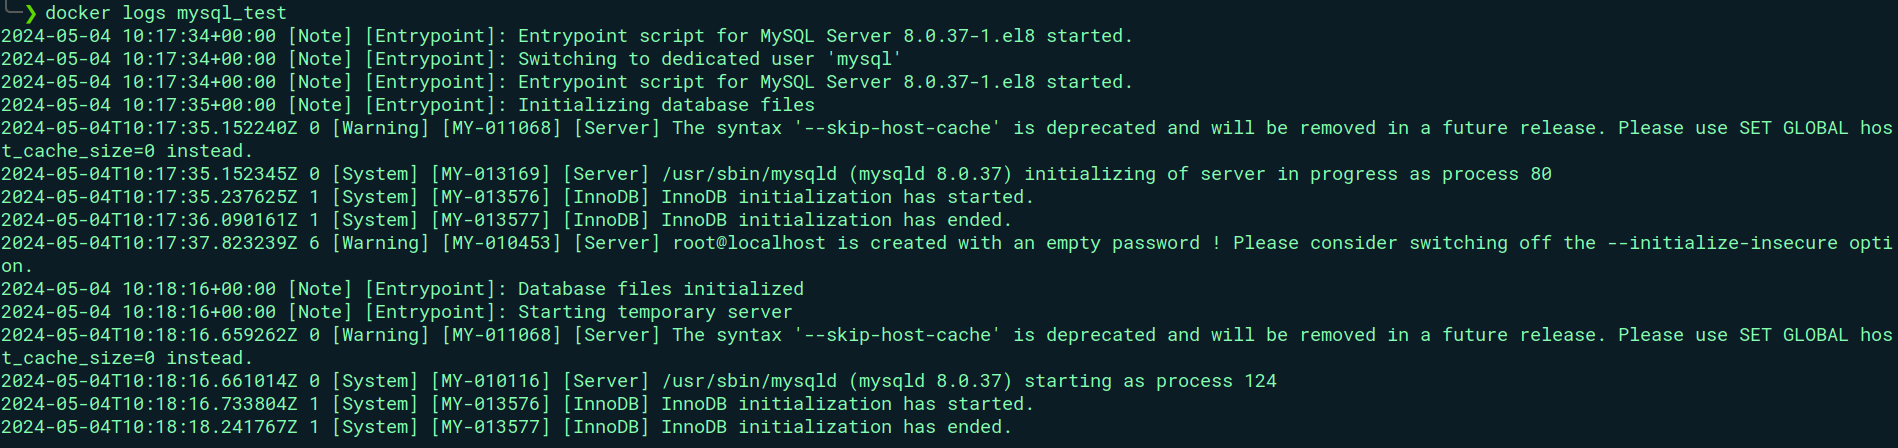 ❯ docker logs mysql_test
2024-05-04 10:17:34+00:00 [Note] [Entrypoint]: Entrypoint script for MySQL Server 8.0.37-1.el8 started.
2024-05-04 10:17:34+00:00 [Note] [Entrypoint]: Switching to dedicated user 'mysql'
2024-05-04 10:17:34+00:00 [Note] [Entrypoint]: Entrypoint script for MySQL Server 8.0.37-1.el8 started.
2024-05-04 10:17:35+00:00 [Note] [Entrypoint]: Initializing database files
2024-05-04T10:17:35.152240Z 0 [Warning] [MY-011068] [Server] The syntax '--skip-host-cache' is deprecated and will be removed in a future release. Please use SET GLOBAL hos
t_cache_size=0 instead.
2024-05-04T10:17:35.152345Z 0 [System] [MY-013169] [Server] /usr/sbin/mysqld (mysqld 8.0.37) initializing of server in progress as process 80
2024-05-04T10:17:35.237625Z 1 [System] [MY-013576] [InnoDB] InnoDB initialization has started.
2024-05-04T10:17:36.090161Z 1 [System] [MY-013577] [InnoDB] InnoDB initialization has ended.
2024-05-04T10:17:37.823239Z 6 [Warning] [MY-010453] [Server] root@localhost is created with an empty password ! Please consider switching off the --initialize-insecure opti
on.
2024-05-04 10:18:16+00:00 [Note] [Entrypoint]: Database files initialized
2024-05-04 10:18:16+00:00 [Note] [Entrypoint]: Starting temporary server
2024-05-04T10:18:16.659262Z 0 [Warning] [MY-011068] [Server] The syntax '--skip-host-cache' is deprecated and will be removed in a future release. Please use SET GLOBAL hos
t_cache_size=0 instead.
2024-05-04T10:18:16.661014Z 0 [System] [MY-010116] [Server] /usr/sbin/mysqld (mysqld 8.0.37) starting as process 124
2024-05-04T10:18:16.733804Z 1 [System] [MY-013576] [InnoDB] InnoDB initialization has started.
2024-05-04T10:18:18.241767Z 1 [System] [MY-013577] [InnoDB] InnoDB initialization has ended.